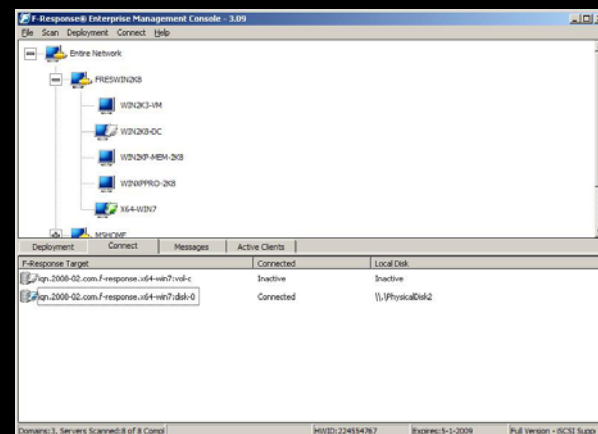 F-Response® Enterprise Management Console - 3.09
File Scan Deployment Connect Help
Entire Network
FRESWIN2K8
WIN2K3-VM
WIN2K8-DC
WIN2KP-MEM-2K8
WINXPPRO-2K8
X64-WIN7
MSHOME
Deployment Connect Messages Active Clients
F-Response Target Connected Local Disk
iqn.2008-02.com.f-response.x64-win7:vol-c Inactive Inactive
iqn.2008-02.com.f-response.x64-win7:disk-0 Connected \\.\PhysicalDisk2
Domains:3, Servers Scanned:8 of 8 Compl HWID:224554767 Expires:5-1-2009 Full Version - iSCSI Supp